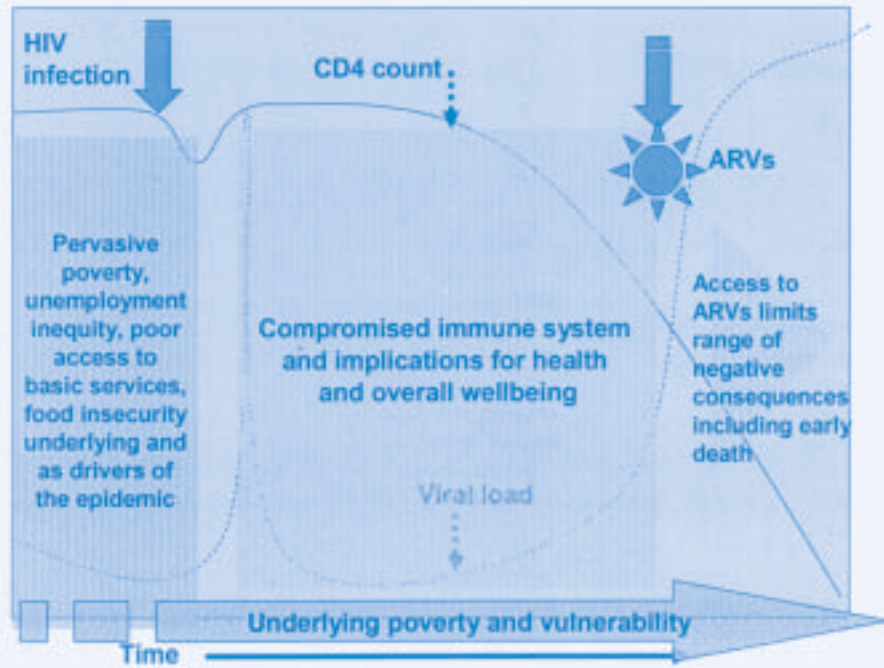 HIV
infection
CD4 count
ARVs
Pervasive
poverty,
unemployment
inequity, poor
access to
basic services,
food insecurity
underlying and
as drivers of
the epidemic
Compromised immune system
and implications for health
and overall wellbeing
Access to
ARVs limits
range of
negative
consequences
including early
death
Viral load
Underlying poverty and vulnerability
Time